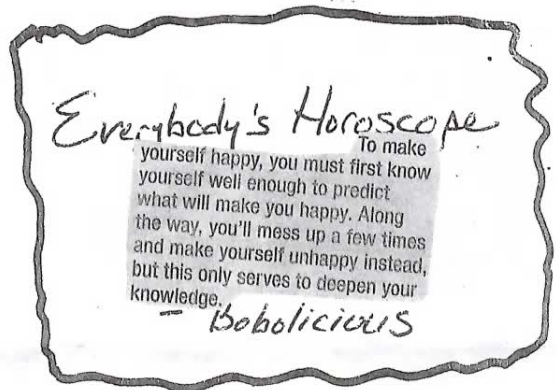 Everybody's Horoscope
To make
yourself happy, you must first know
yourself well enough to predict
what will make you happy. Along
the way, you'll mess up a few times
and make yourself unhappy instead,
but this only serves to deepen your
knowledge.
- Bobolicious